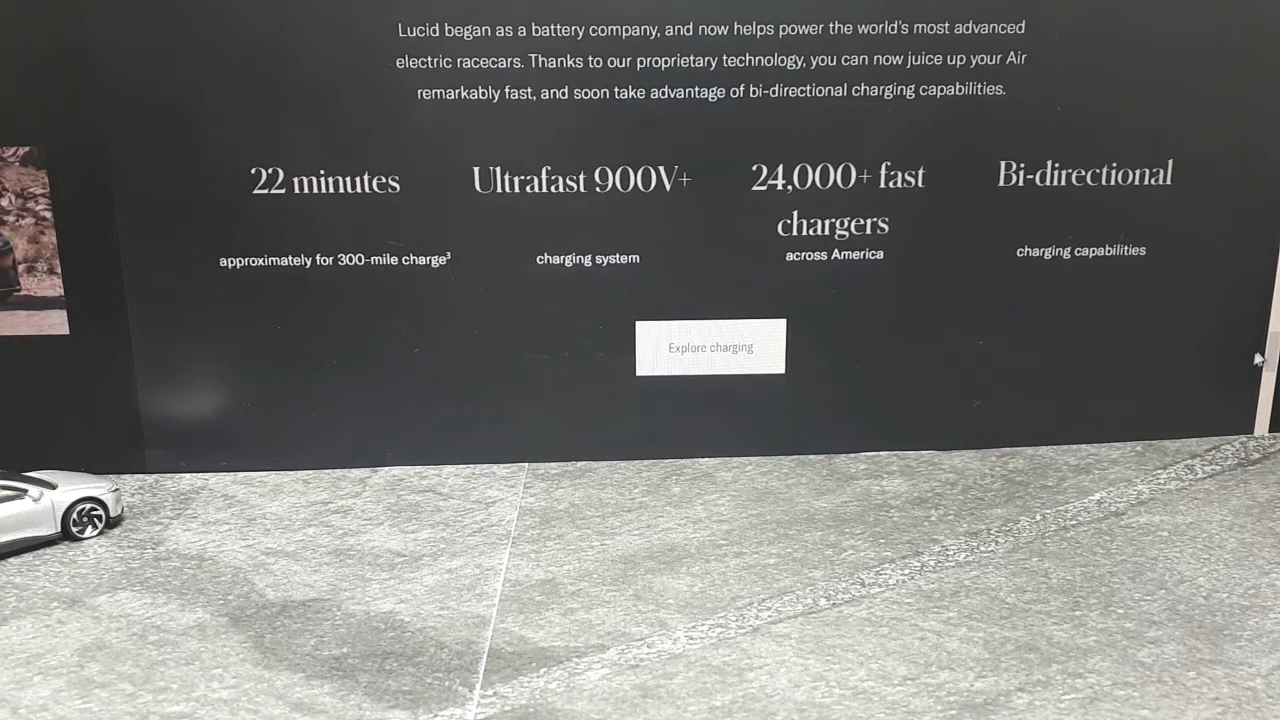 Lucid began as a battery company, and now helps power the world's most advanced
electric racecars. Thanks to our proprietary technology, you can now juice up your Air
remarkably fast, and soon take advantage of bi-directional charging capabilities.
22 minutes
approximately for 300-mile charge³
Ultrafast 900V+
charging system
24,000+ fast
chargers
across America
Bi-directional
charging capabilities
Explore charging